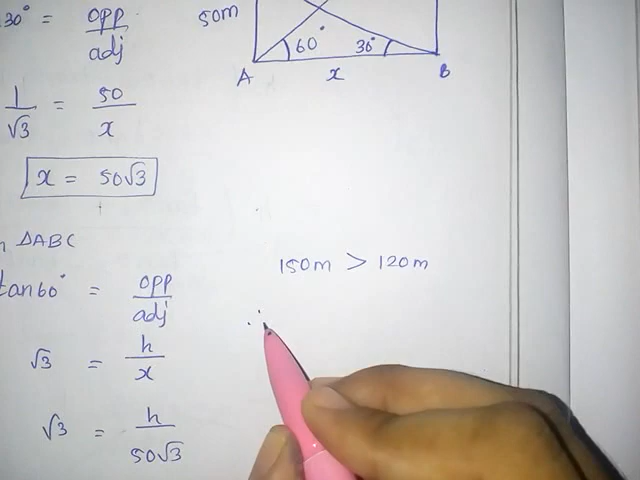 30° = opp/adj
50m
60° 30°
A x B
1/√3 = 50/x
x = 50√3
ΔABC
tan60° = opp/adj
150m > 120m
∴
√3 = h/x
√3 = h/50√3